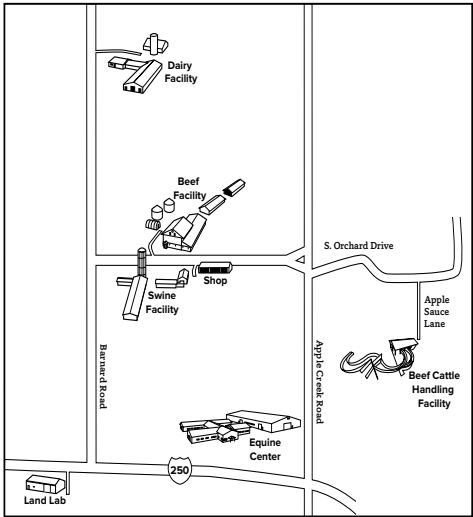 Dairy
Facility
Beef
Facility
S. Orchard Drive
Shop
Swine
Facility
Apple
Sauce
Lane
Barnard Road
Apple Creek Road
Beef Cattle
Handling
Facility
Equine
Center
250
Land Lab